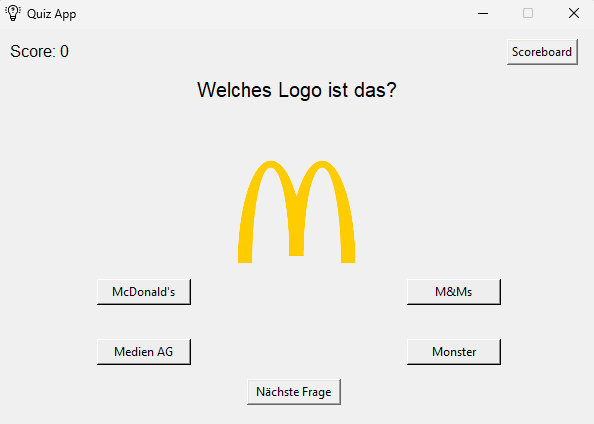 Quiz App
Score: 0
Scoreboard
Welches Logo ist das?
McDonald's
M&Ms
Medien AG
Monster
Nächste Frage